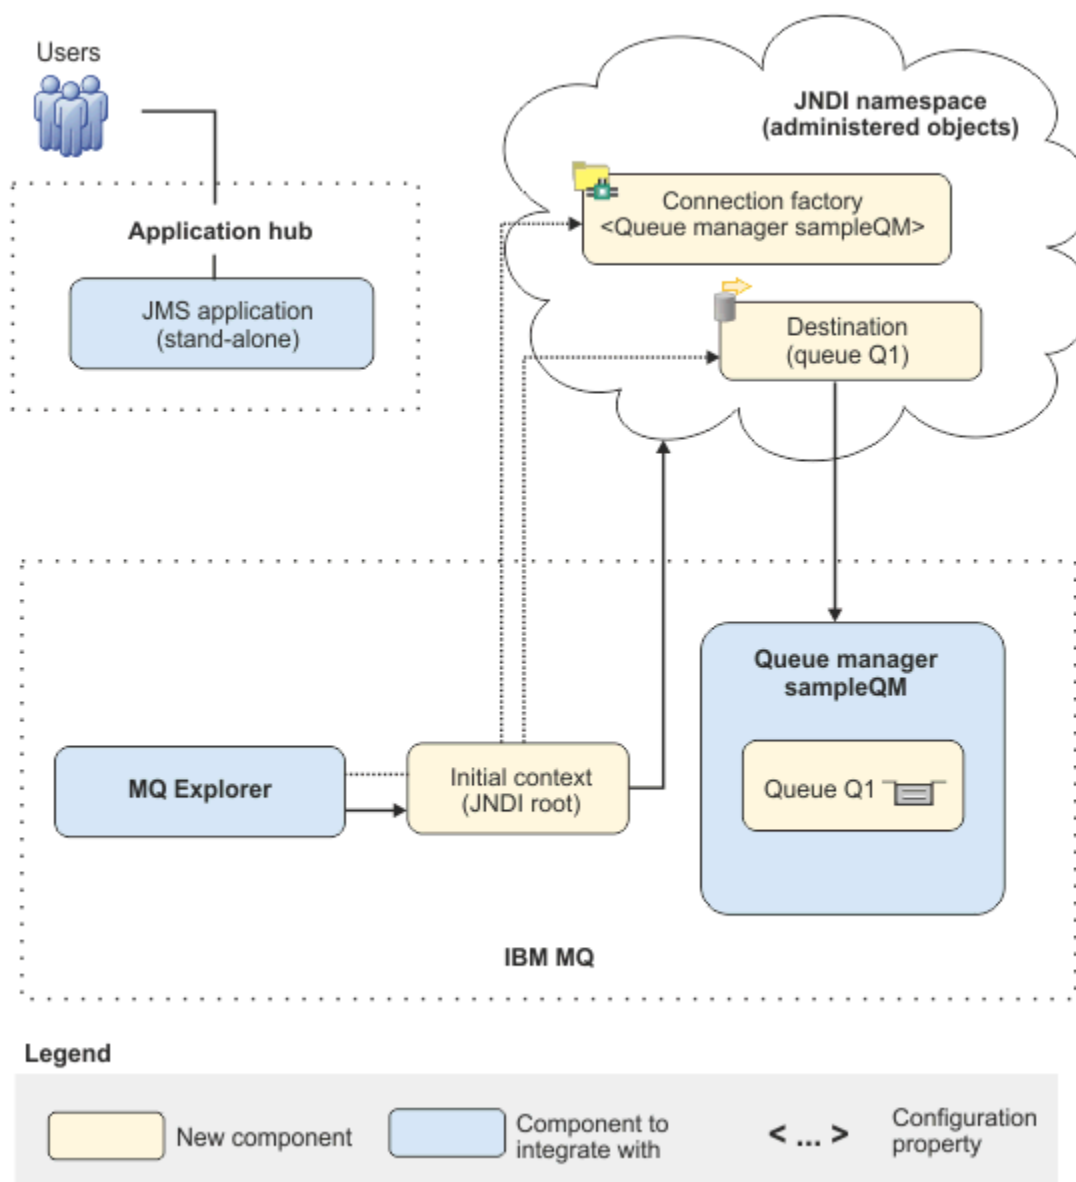 Users
JNDI namespace
(administered objects)
Connection factory
<Queue manager sampleQM>
Application hub
JMS application
(stand-alone)
Destination
(queue Q1)
Queue manager
sampleQM
MQ Explorer
Initial context
(JNDI root)
Queue Q1
IBM MQ
Legend
New component
Component to
integrate with
< ... >
Configuration
property